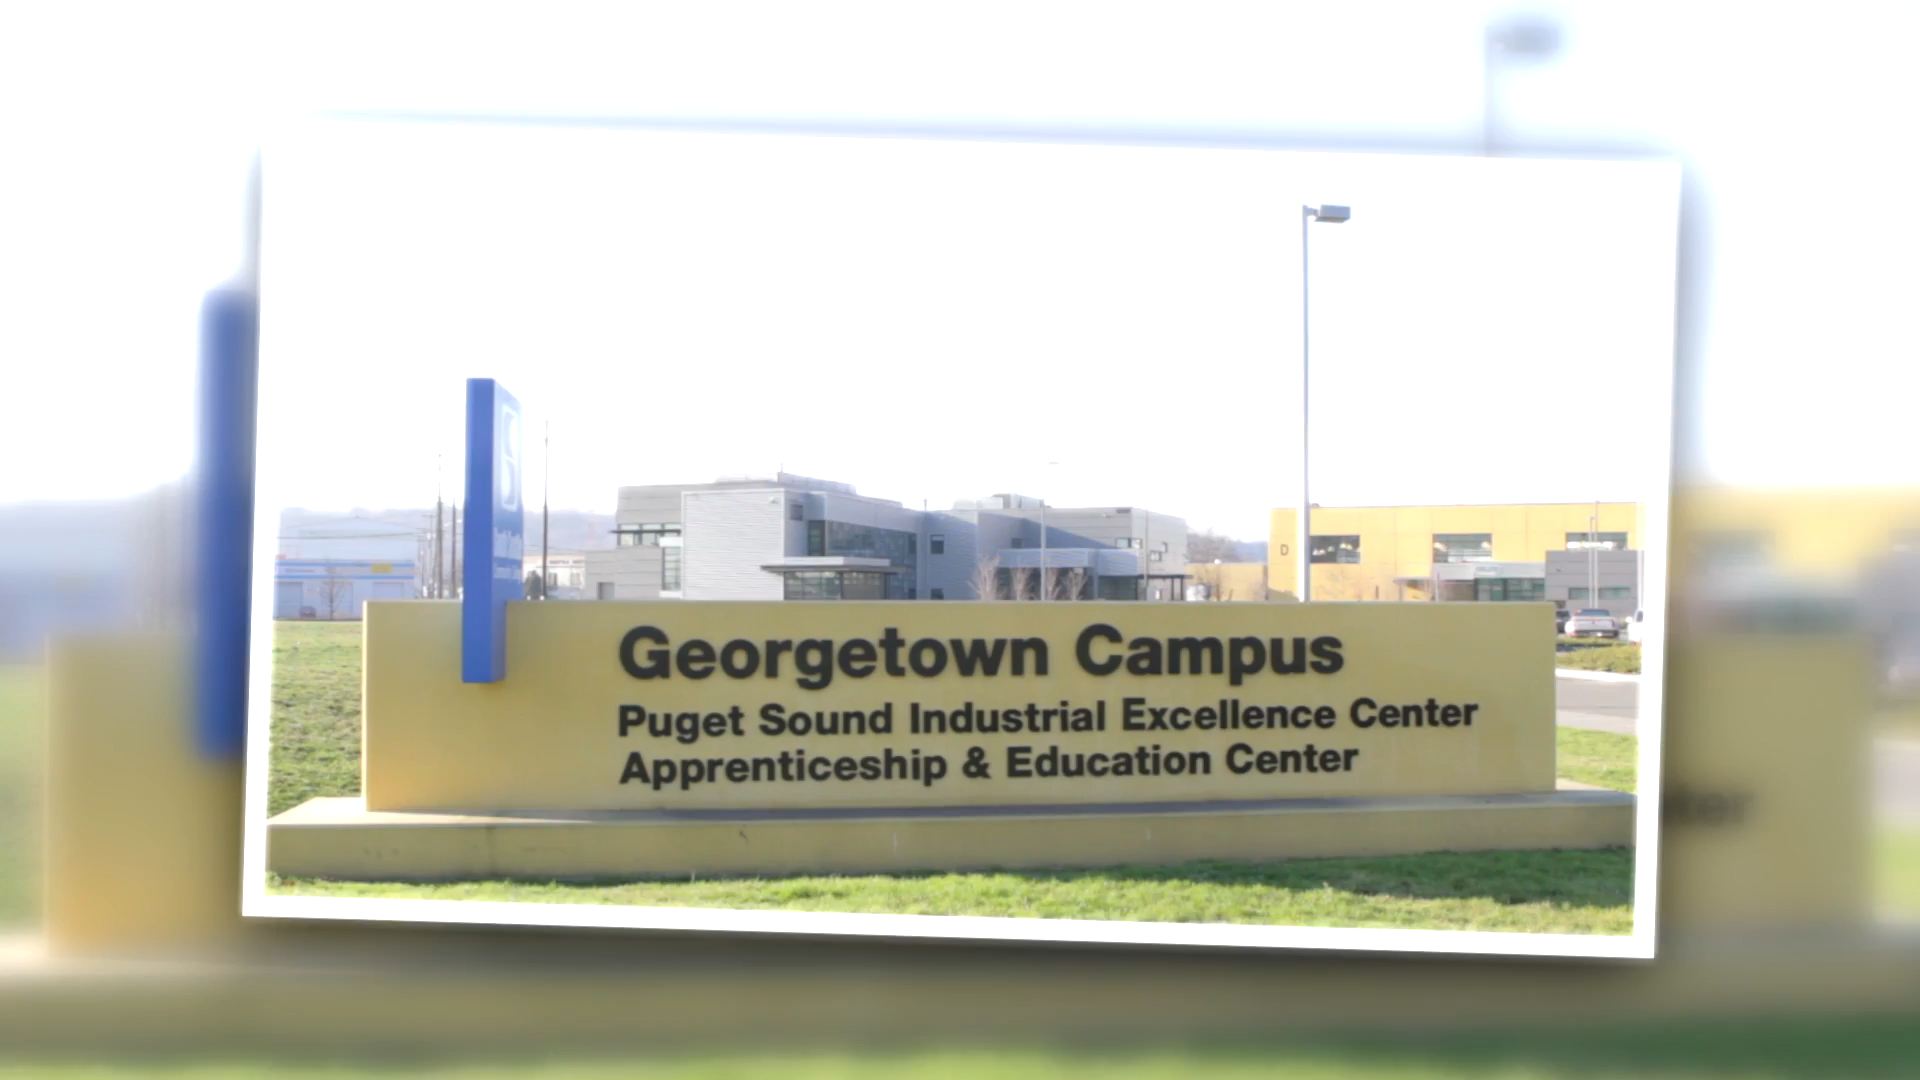 Georgetown Campus
Puget Sound Industrial Excellence Center
Apprenticeship & Education Center
D